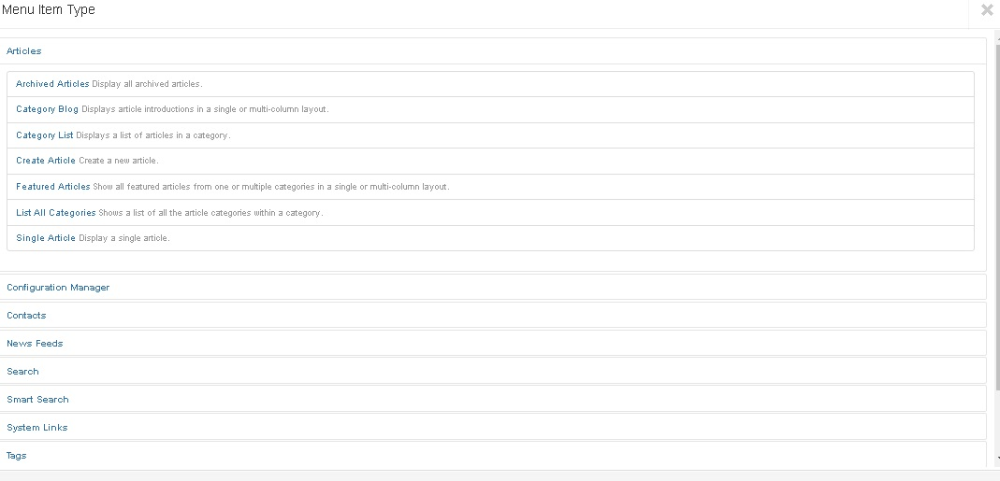 Menu Item Type
Articles
Archived Articles Display all archived articles.
Category Blog Displays article introductions in a single or multi-column layout.
Category List Displays a list of articles in a category.
Create Article Create a new article.
Featured Articles Show all featured articles from one or multiple categories in a single or multi-column layout.
List All Categories Shows a list of all the article categories within a category.
Single Article Display a single article.
Configuration Manager
Contacts
News Feeds
Search
Smart Search
System Links
Tags